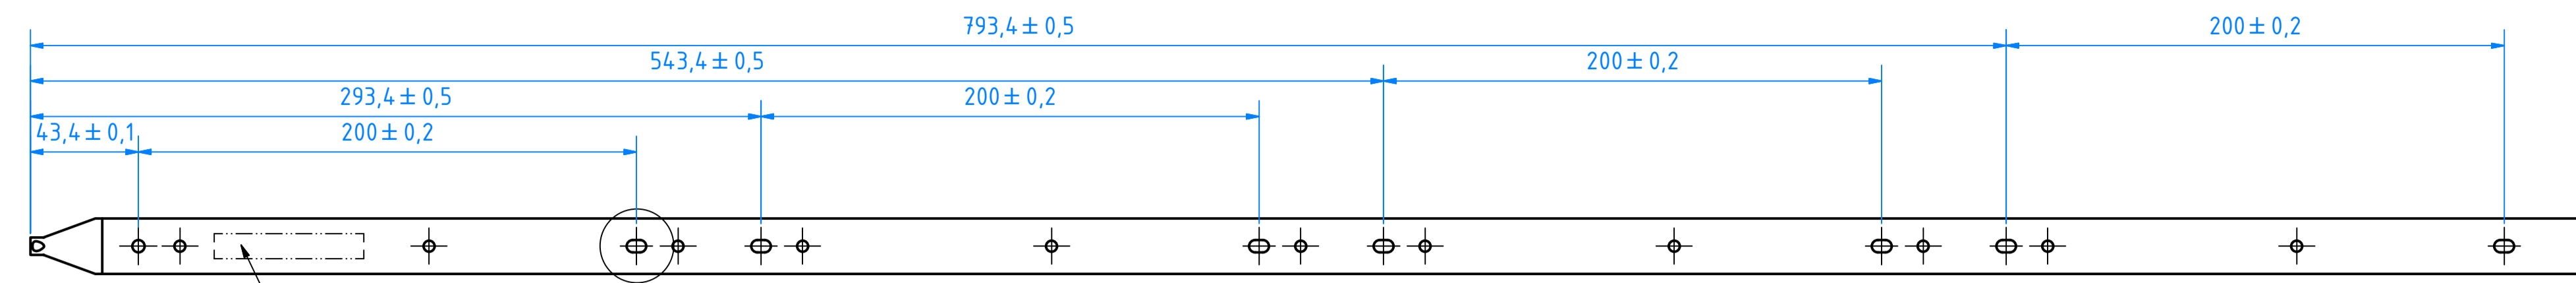 793,4 ± 0,5 200 ± 0,2
543,4 ± 0,5 200 ± 0,2
293,4 ± 0,5 200 ± 0,2
43,4 ± 0,1 200 ± 0,2